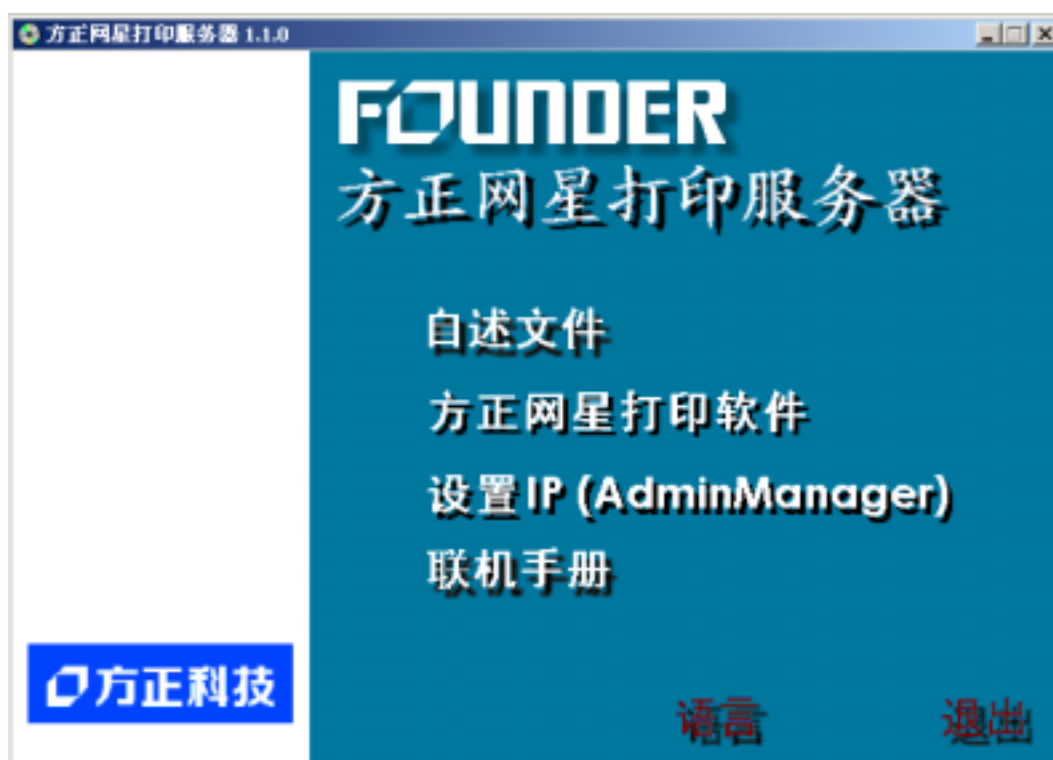 方正网星打印服务器 1.1.0
FOUNDER
方正网星打印服务器
自述文件
方正网星打印软件
设置IP (AdminManager)
联机手册
方正科技
语言
退出